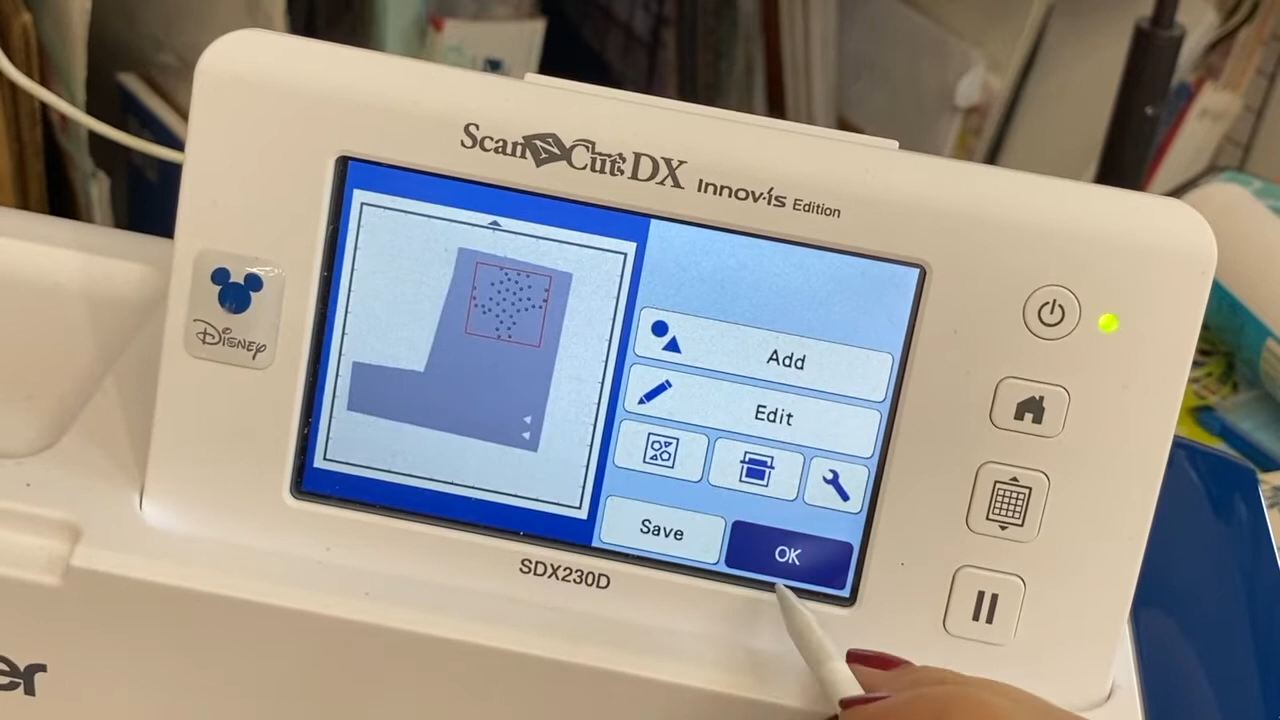 ScanNCut DX Innov-is Edition
DISNEY
Add
Edit
Save
OK
SDX230D
er